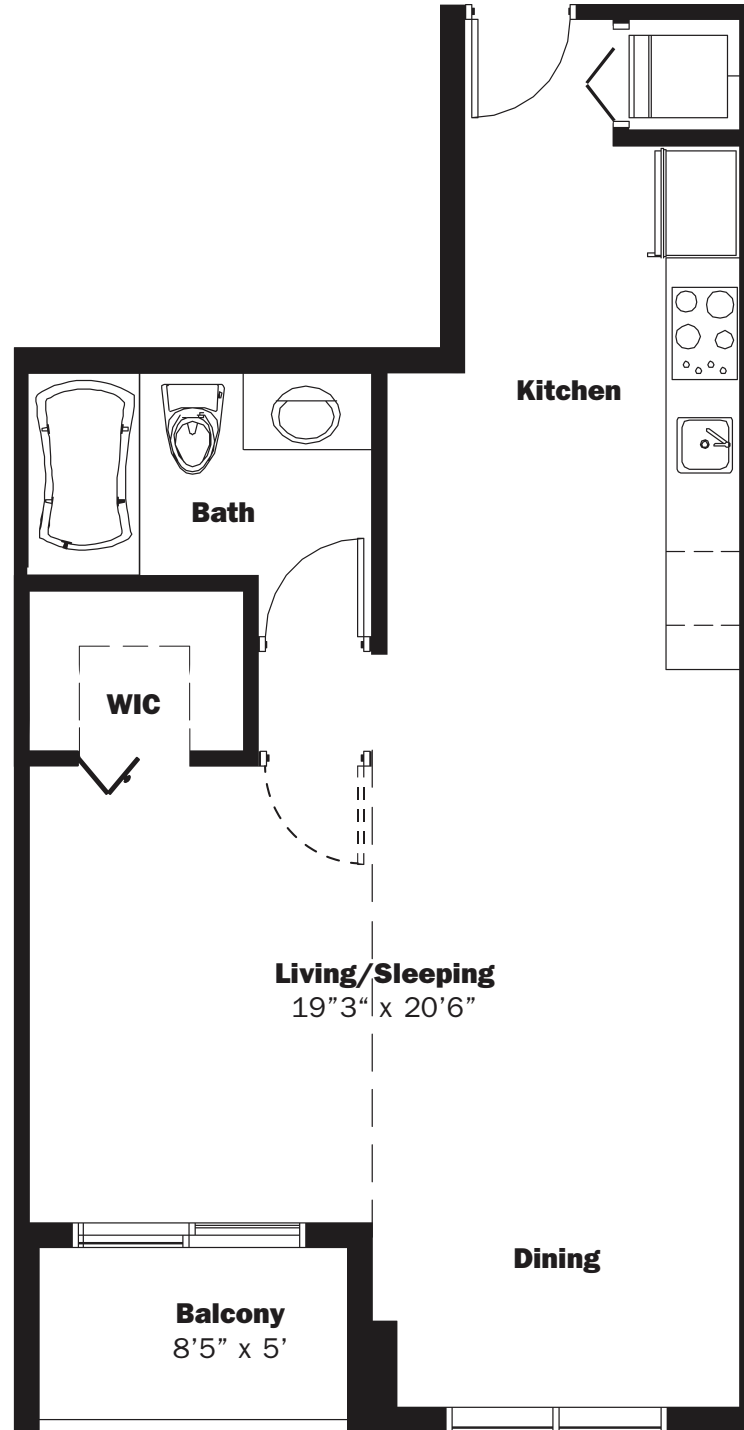 Kitchen
Bath
WIC
Living/Sleeping
19”3“ x 20’6”
Dining
Balcony
8’5” x 5’